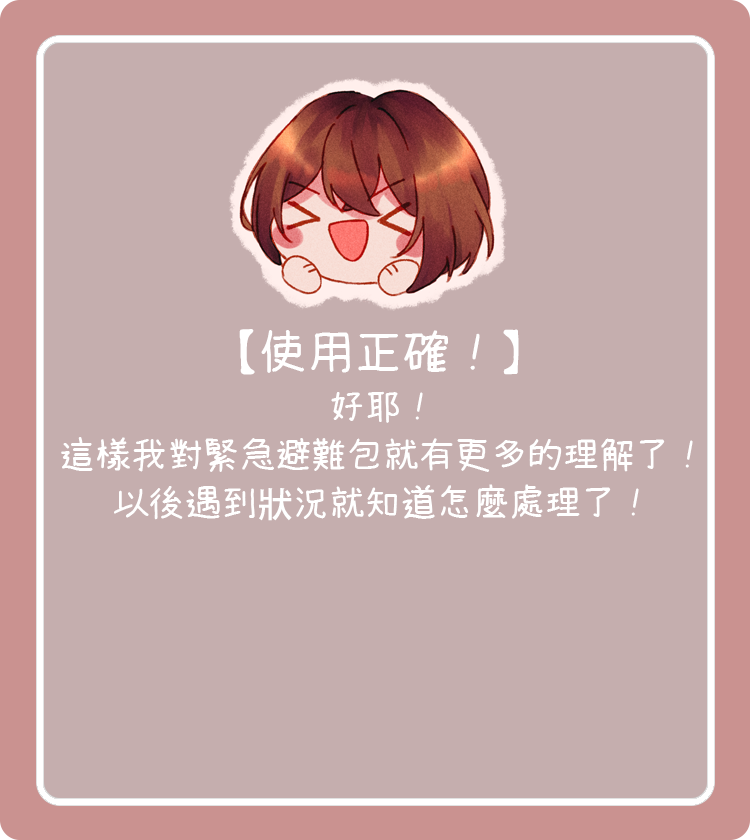 【使用正確！】
好耶！
這樣我對緊急避難包就有更多的理解了！
以後遇到狀況就知道怎麼處理了！